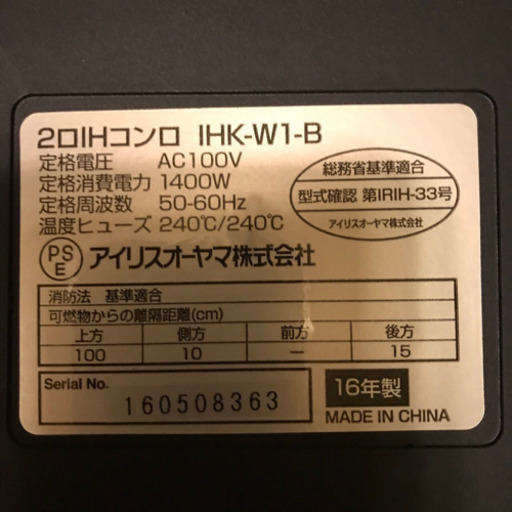 2口IHコンロ IHK-W1-B
定格電圧 AC100V
定格消費電力 1400W
定格周波数 50-60Hz
温度ヒューズ 240℃/240℃
総務省基準適合
型式確認 第IRIH-33号
アイリスオーヤマ株式会社
PS
E
アイリスオーヤマ株式会社
消防法 基準適合
可燃物からの離隔距離(cm)
上方 側方 前方 後方
100 10 — 15
Serial No.
160508363
16年製
MADE IN CHINA